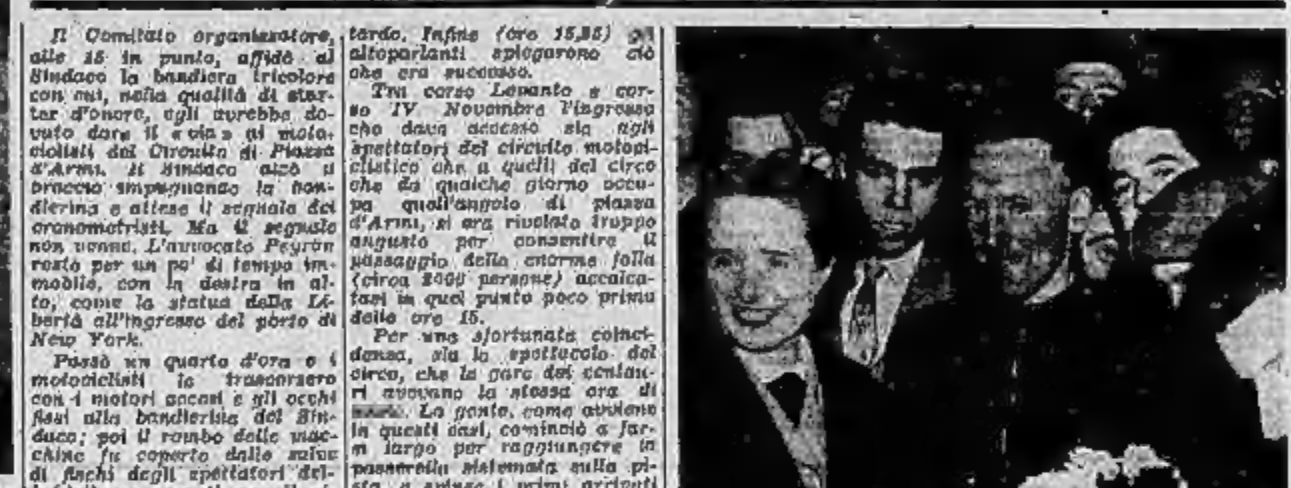 Il Comitato organizzatore,
alle 15 in punto, affidò al
Sindaco la bandiera tricolore
con cui, nella qualità di star-
ter d'onore, egli avrebbe do-
vuto dare il «via» ai moto-
ciclisti del Circuito di Piazza
d'Armi. Il Sindaco alzò il
braccio impugnando la ban-
dierina e attese il segnale dei
cronometristi. Ma il segnale
non venne. L'avvocato Peyron
restò per un po' di tempo im-
mobile, con la destra in al-
to, come la statua della Li-
bertà all'ingresso del porto di
New York.
Passò un quarto d'ora e i
motociclisti lo trascorsero
con i motori accesi e gli occhi
fissi alla bandierina del Sin-
daco; poi il rombo delle mac-
chine fu coperto dalle salve
di fischi degli spettatori del-
tardo. Infine (ore 15,25) gli
altoparlanti spiegarono ciò
che era successo.
Tra corso Lepanto e cor-
so IV Novembre l'ingresso
che dava accesso sia agli
spettatori del circuito motoci-
clistico che a quelli del circo
che da qualche giorno occu-
pa quell'angolo di piazza
d'Armi, si era rivelato troppo
angusto per consentire il
passaggio della enorme folla
(circa 2000 persone) accalca-
tasi in quel punto poco prima
delle ore 15.
Per una sfortunata coinci-
denza, sia lo spettacolo del
circo, che la gara dei centau-
ri avevano la stessa ora di
La gente, come avviene
in questi casi, cominciò a far-
si largo per raggiungere la
passerella sistemata sulla pi-
sta, e spinse i primi arrivati